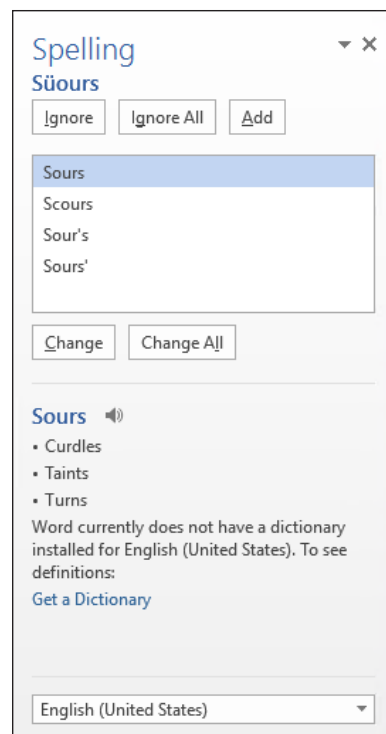 Spelling
Süours
Ignore Ignore All Add
Sours
Scours
Sour's
Sours'
Change Change All
Sours
• Curdles
• Taints
• Turns
Word currently does not have a dictionary
installed for English (United States). To see
definitions:
Get a Dictionary
English (United States)